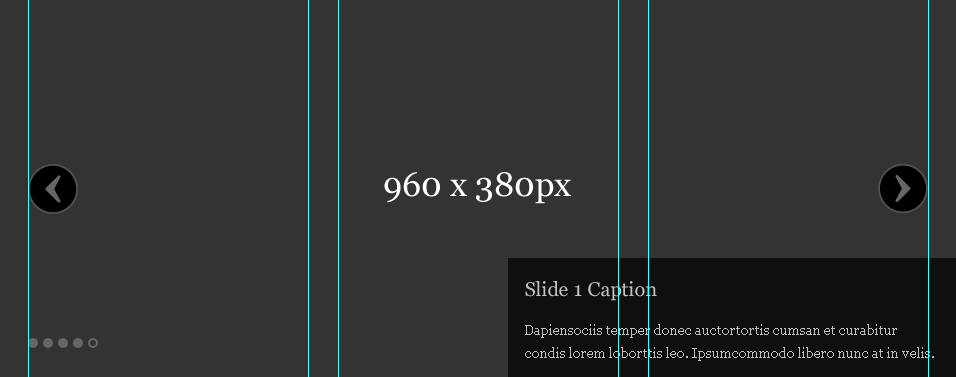 960 x 380px
Slide 1 Caption
Dapiensociis temper donec auctortortis cumsan et curabitur
condis lorem loborttis leo. Ipsumcommodo libero nunc at in velis.